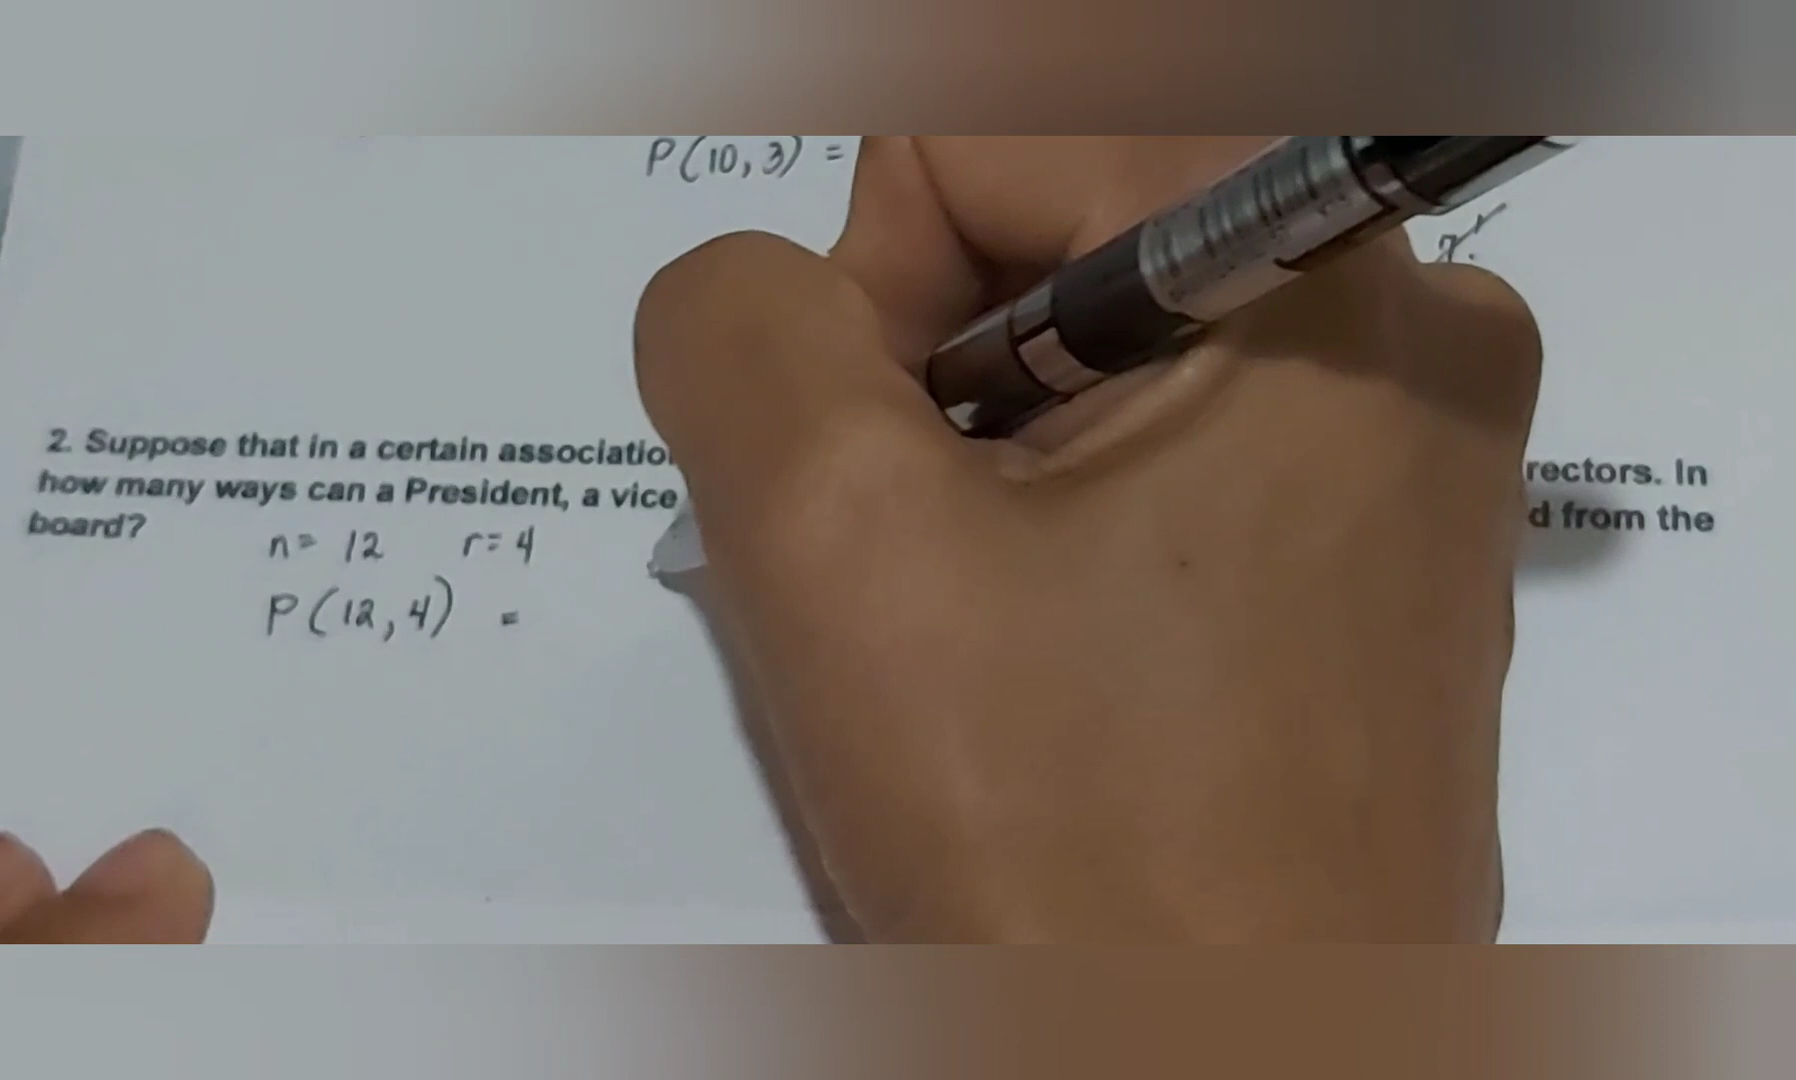 P(10,3) =
7!
2. Suppose that in a certain rectors. In
how many ways can a President, a vice d from the
board?
n= 12 r= 4
P(12,4) =